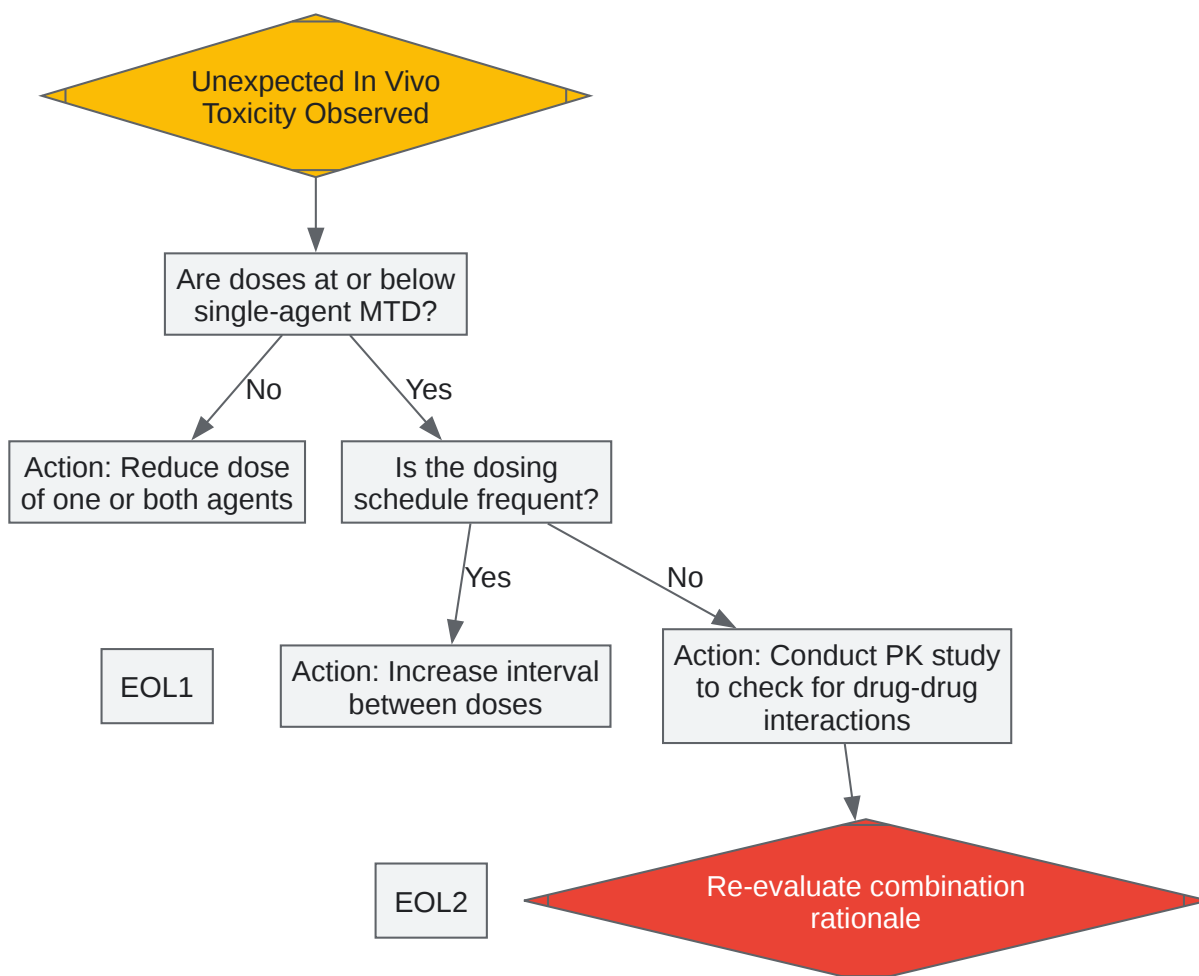 Unexpected In Vivo
Toxicity Observed
Are doses at or below
single-agent MTD?
No
Yes
Action: Reduce dose
of one or both agents
Is the dosing
schedule frequent?
Yes
No
EOL1
Action: Increase interval
between doses
Action: Conduct PK study
to check for drug-drug
interactions
EOL2
Re-evaluate combination
rationale